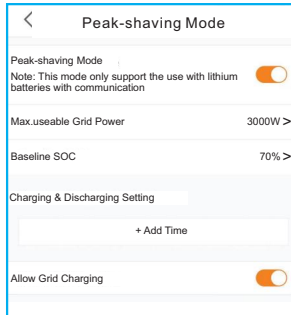 Peak-shaving Mode
Peak-shaving Mode
Note: This mode only support the use with lithium
batteries with communication
Max.useable Grid Power 3000W >
Baseline SOC 70% >
Charging & Discharging Setting
+ Add Time
Allow Grid Charging